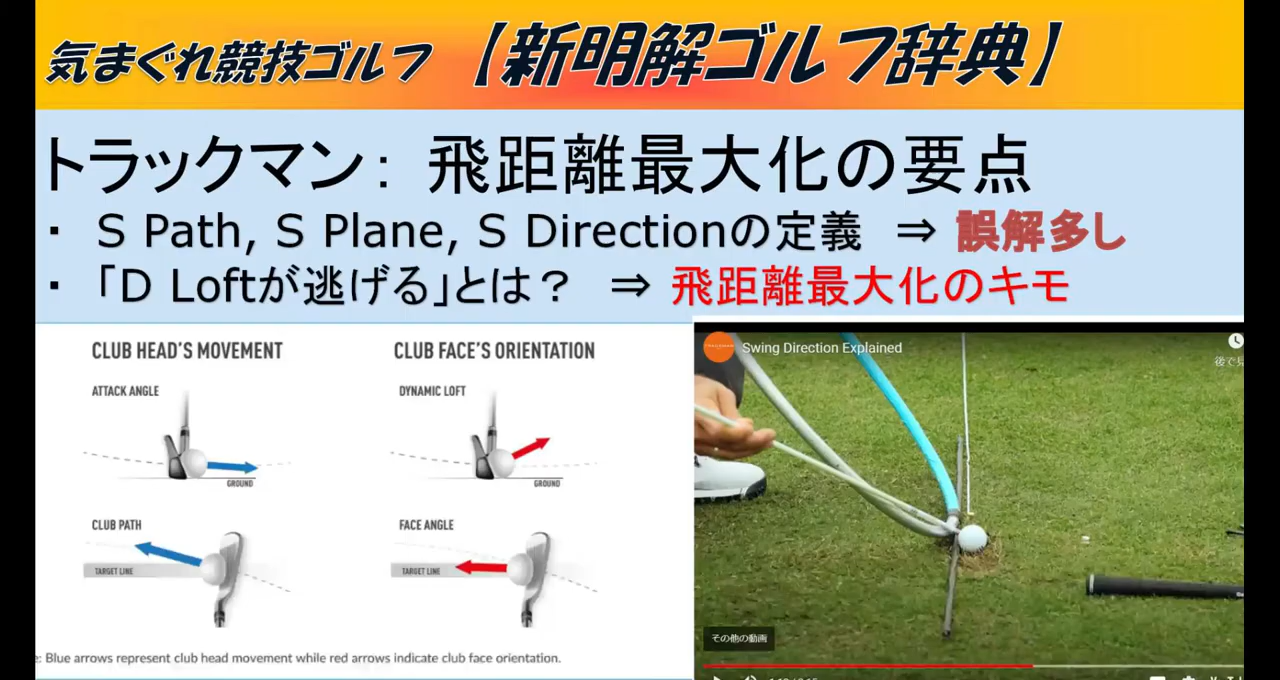 気まぐれ競技ゴルフ 【新明解ゴルフ辞典】
トラックマン： 飛距離最大化の要点
・ S Path, S Plane, S Directionの定義 ⇒ 誤解多し
・ 「D Loftが逃げる」とは？ ⇒ 飛距離最大化のキモ
CLUB HEAD'S MOVEMENT
CLUB FACE'S ORIENTATION
ATTACK ANGLE
DYNAMIC LOFT
GROUND
GROUND
CLUB PATH
FACE ANGLE
TARGET LINE
TARGET LINE
: Blue arrows represent club head movement while red arrows indicate club face orientation.
Swing Direction Explained
後で見
その他の動画